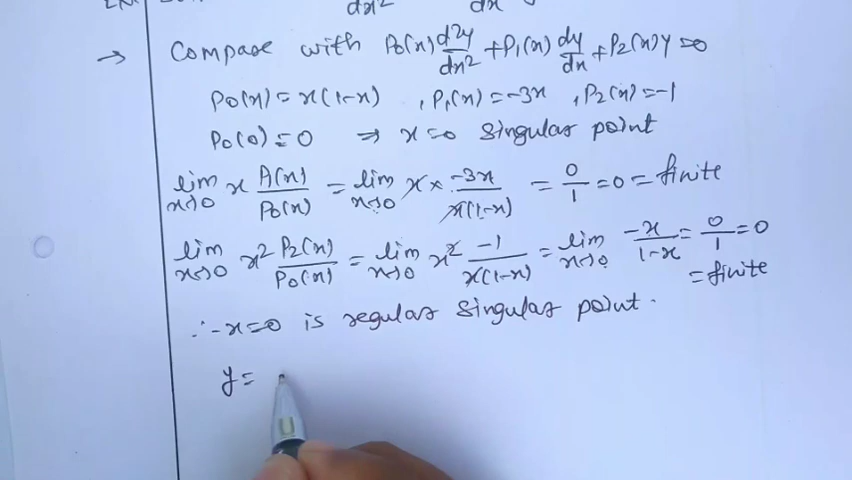 dx² dx
→ Compare with P₀(x) d²y/dx² + P₁(x) dy/dx + P₂(x) y = 0
P₀(x) = x(1-x) , P₁(x) = -3x , P₂(x) = -1
P₀(0) = 0 ⇒ x=0 singular point
lim x→0 x P₁(x)/P₀(x) = lim x→0 x × -3x/x(1-x) = 0/1 = 0 = finite
lim x→0 x² P₂(x)/P₀(x) = lim x→0 x² -1/x(1-x) = lim x→0 -x/1-x = 0/1 = 0
= finite
∴ x=0 is regular singular point.
y =